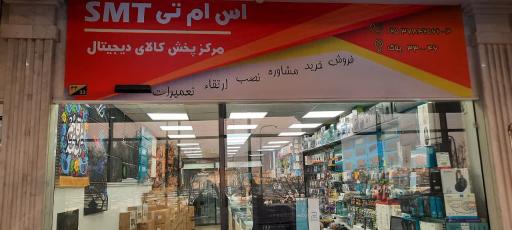 اس ام تی SMT
مرکز پخش کالای دیجیتال
فروش خرید مشاوره نصب ارتقاء تعمیرات